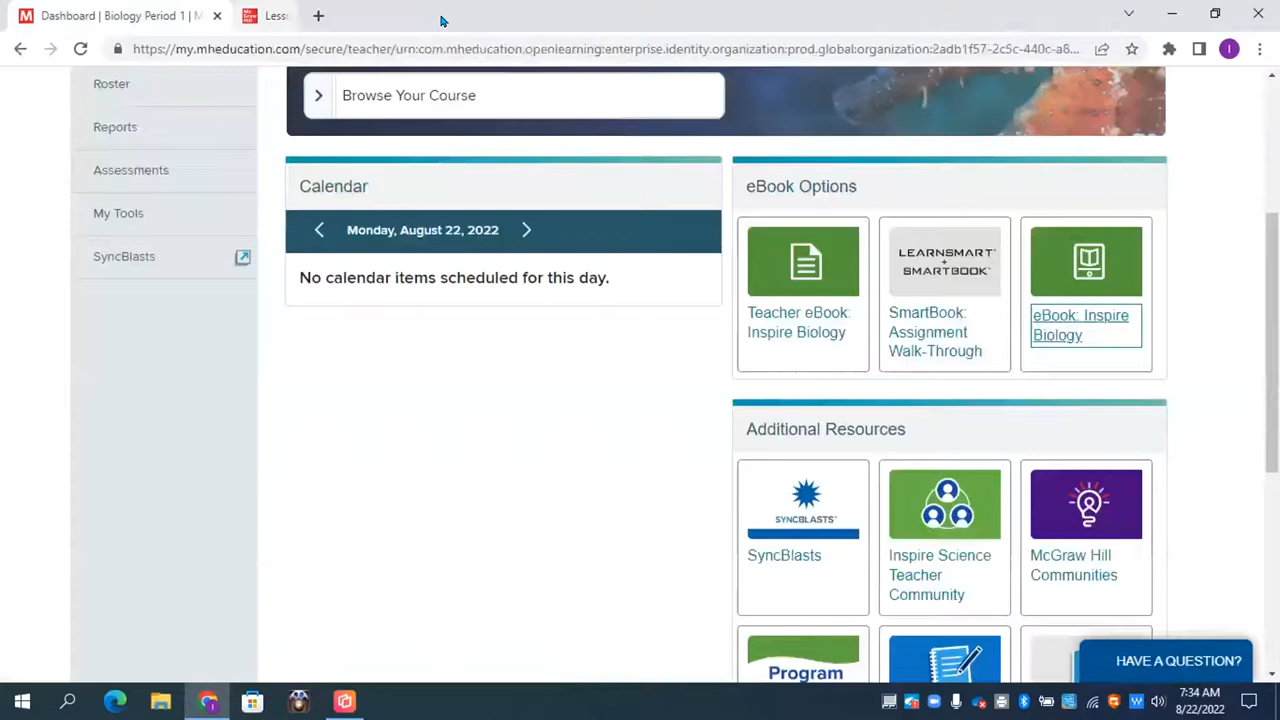 Dashboard | Biology Period 1 | M
Less
https://my.mheducation.com/secure/teacher/urn:com.mheducation.openlearning:enterprise.identity.organization:prod.global:organization:2adb1f57-2c5c-440c-a8...
Roster
Browse Your Course
Reports
Assessments
My Tools
SyncBlasts
Calendar
Monday, August 22, 2022
No calendar items scheduled for this day.
eBook Options
LEARNSMART®
+
SMARTBOOK™
Teacher eBook:
Inspire Biology
SmartBook:
Assignment
Walk-Through
eBook: Inspire
Biology
Additional Resources
SYNCBLASTS™
SyncBlasts
Inspire Science
Teacher
Community
McGraw Hill
Communities
Program
HAVE A QUESTION?
7:34 AM
8/22/2022